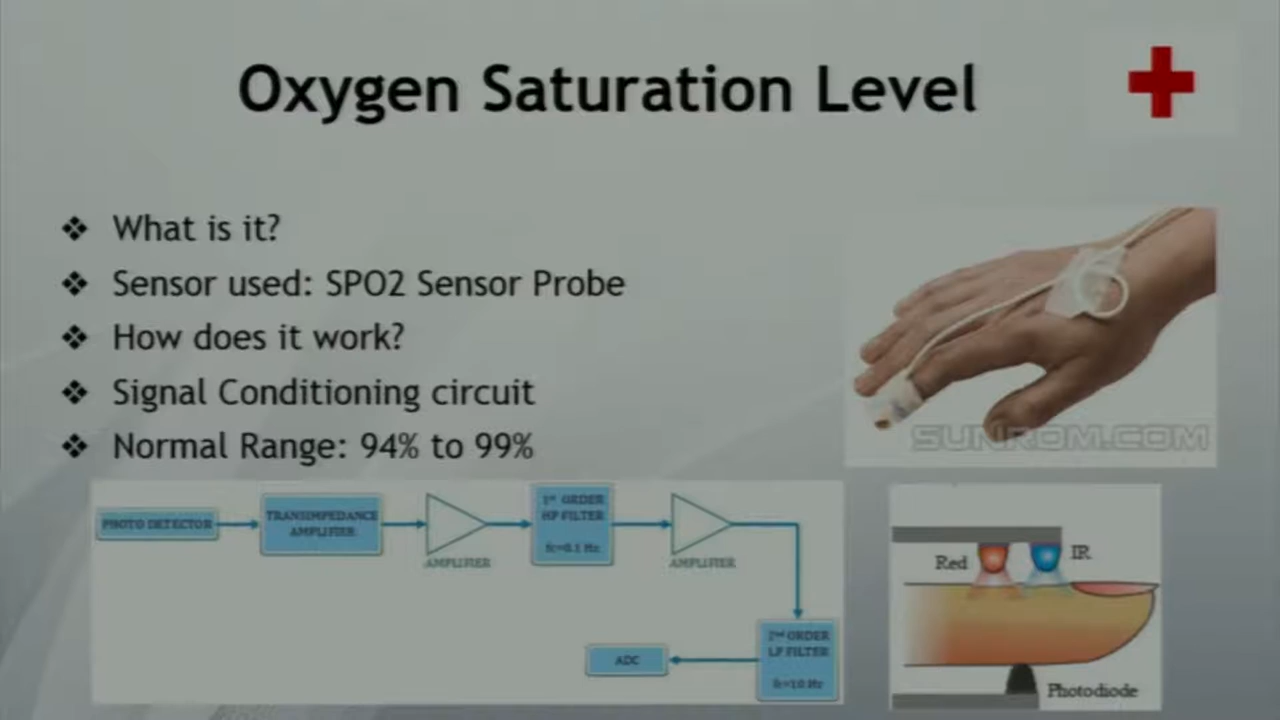 Oxygen Saturation Level
What is it?
Sensor used: SPO2 Sensor Probe
How does it work?
Signal Conditioning circuit
Normal Range: 94% to 99%
SUNROM.COM
PHOTO DETECTOR
TRANSIMPEDANCE
AMPLIFIER
AMPLIFIER
1st ORDER
HP FILTER
fc=0.1 Hz
AMPLIFIER
2nd ORDER
LP FILTER
fc=10 Hz
ADC
Red
IR
Photodiode